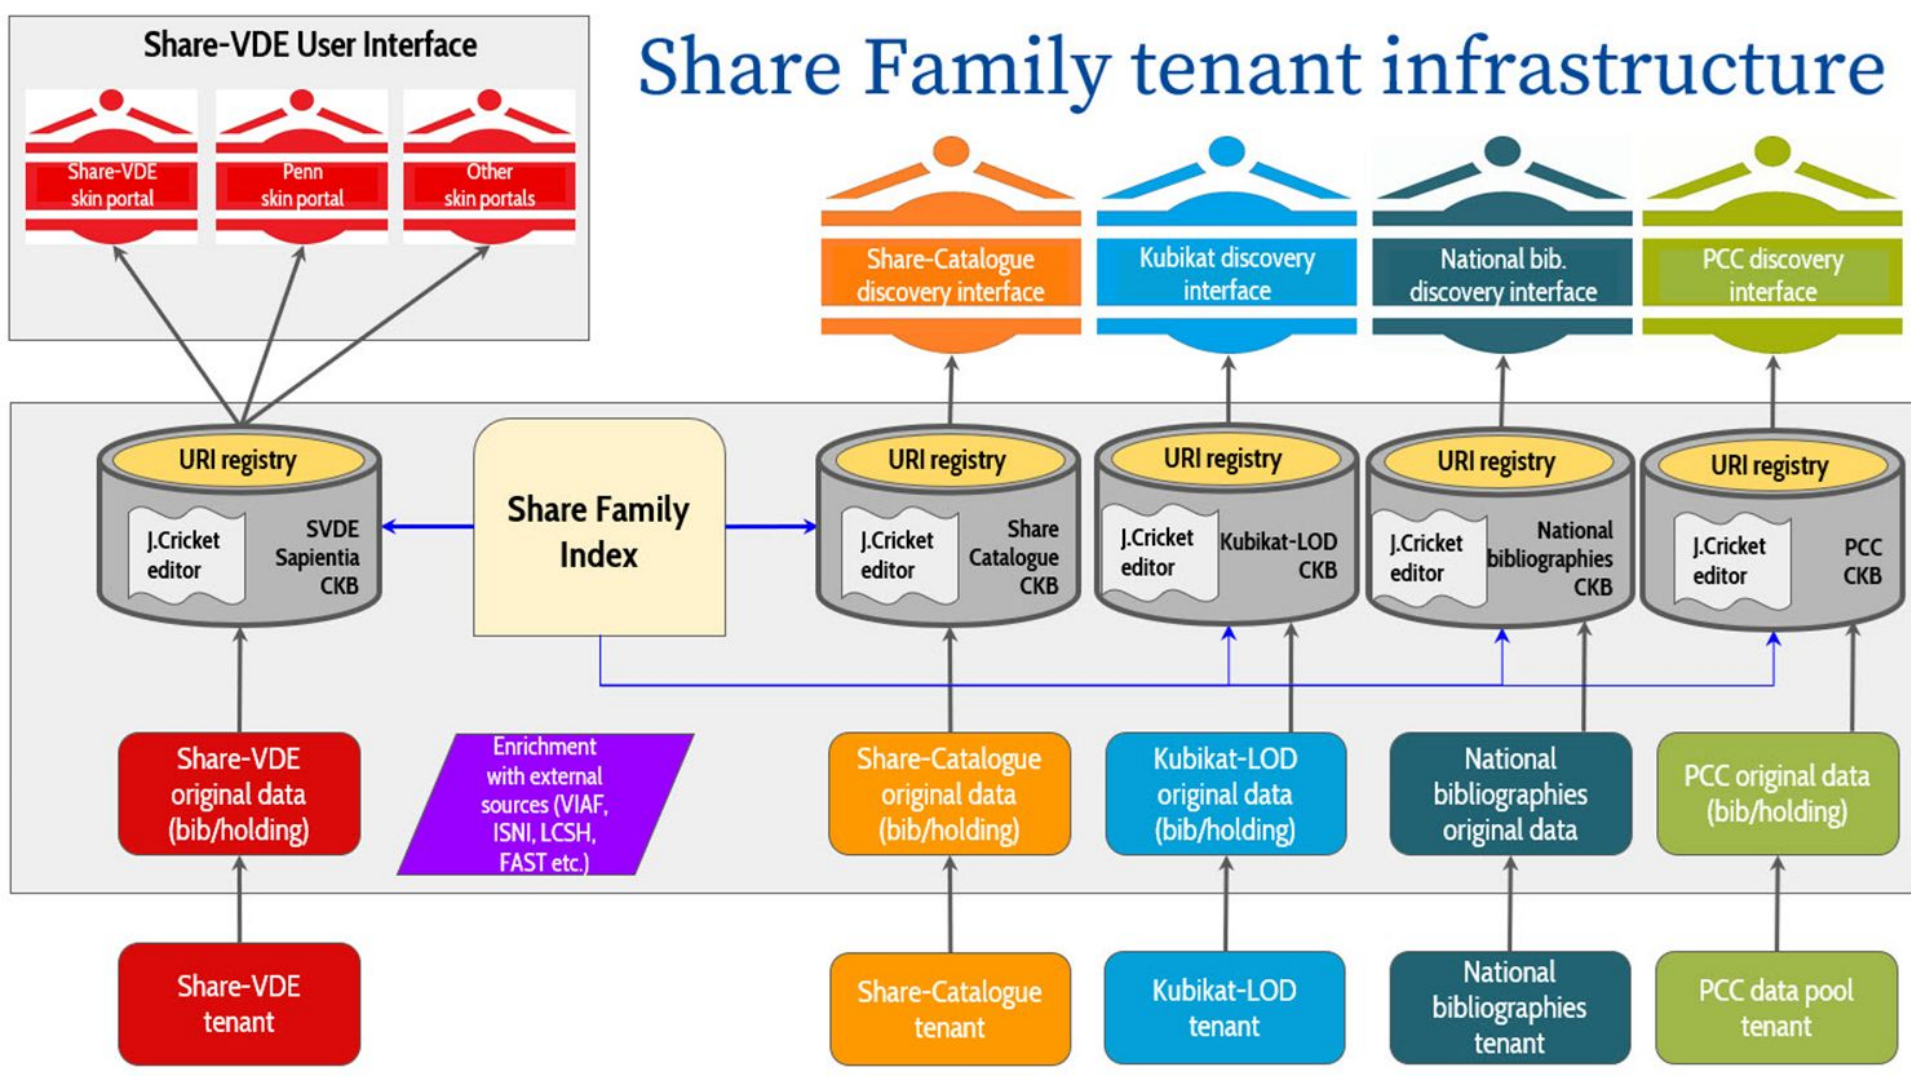 Share-VDE User Interface
Share Family tenant infrastructure
Share-VDE
skin portal
Penn
skin portal
Other
skin portals
Share-Catalogue
discovery interface
Kubikat discovery
interface
National bib.
discovery interface
PCC discovery
interface
URI registry
J.Cricket
editor
SVDE
Sapientia
CKB
Share Family
Index
URI registry
J.Cricket
editor
Share
Catalogue
CKB
URI registry
J.Cricket
editor
Kubikat-LOD
CKB
URI registry
J.Cricket
editor
National
bibliographies
CKB
URI registry
J.Cricket
editor
PCC
CKB
Share-VDE
original data
(bib/holding)
Enrichment
with external
sources (VIAF,
ISNI, LCSH,
FAST etc.)
Share-Catalogue
original data
(bib/holding)
Kubikat-LOD
original data
(bib/holding)
National
bibliographies
original data
PCC original data
(bib/holding)
Share-VDE
tenant
Share-Catalogue
tenant
Kubikat-LOD
tenant
National
bibliographies
tenant
PCC data pool
tenant